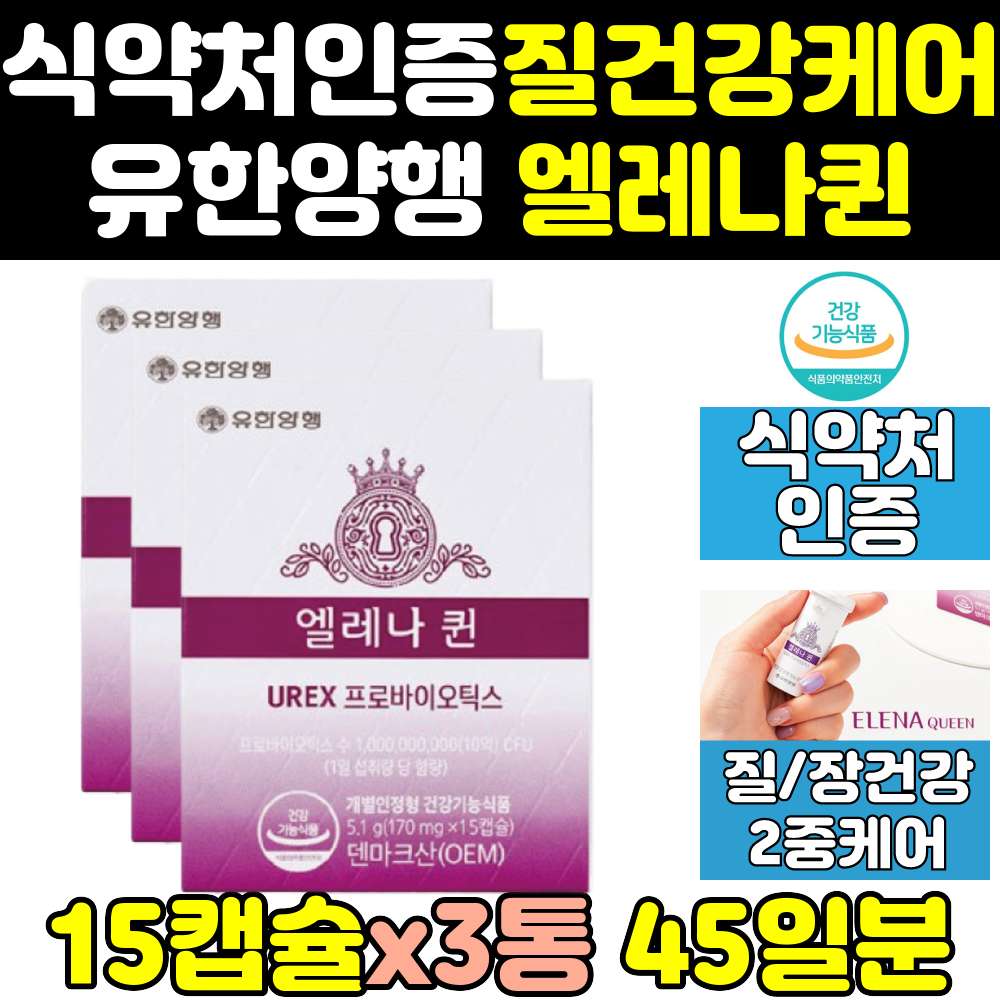 식약처인증질건강케어
유한양행 엘레나퀸
유한양행
유한양행
유한양행
엘레나 퀸
UREX 프로바이오틱스
프로바이오틱스 수 1,000,000,000(10억) CFU
(1일 섭취량 당 함량)
건강
기능식품
개별인정형 건강기능식품
5.1 g(170 mg ×15캡슐)
덴마크산(OEM)
건강
기능식품
식품의약품안전처
식약처
인증
엘레나 퀸
ELENA QUEEN
질/장건강
2중케어
15캡슐x3통 45일분